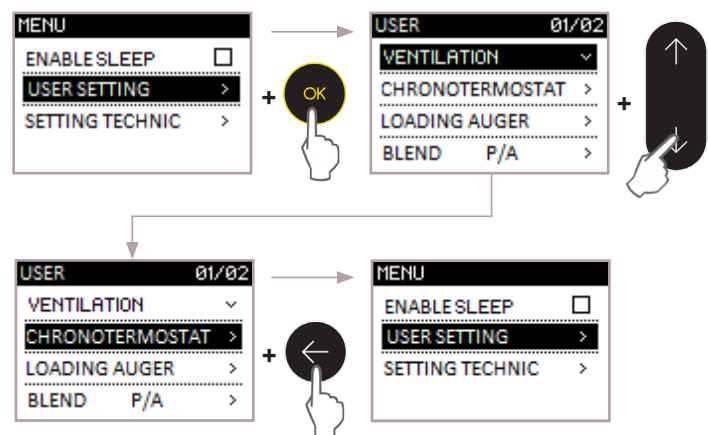 MENU
ENABLE SLEEP
USER SETTING >
SETTING TECHNIC >
+
OK
USER 01/02
VENTILATION
CHRONOTERMOSTAT >
LOADING AUGER >
BLEND P/A >
+
USER 01/02
VENTILATION
CHRONOTERMOSTAT >
LOADING AUGER >
BLEND P/A >
+
MENU
ENABLE SLEEP
USER SETTING >
SETTING TECHNIC >